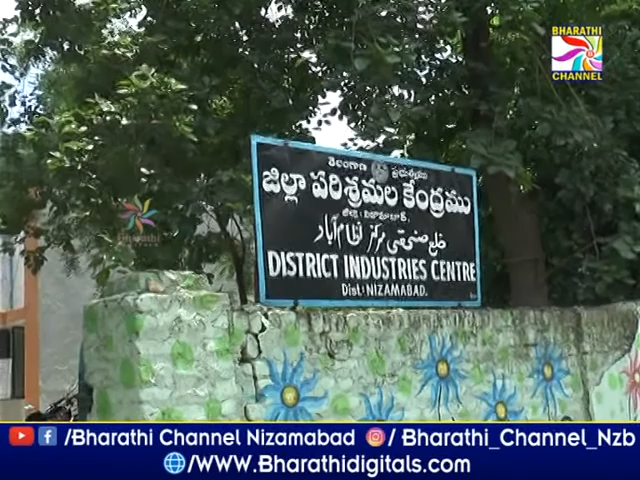 BHARATHI
CHANNEL
తెలంగాణ ప్రభుత్వము
జిల్లా పరిశ్రమల కేంద్రము
జిల్లా : నిజామాబాద్.
ضلع صنعتی مرکز نظام آباد
DISTRICT INDUSTRIES CENTRE
Dist: NIZAMABAD.
BHARATHI
/Bharathi Channel Nizamabad /Bharathi_Channel_Nzb
/WWW.Bharathidigitals.com